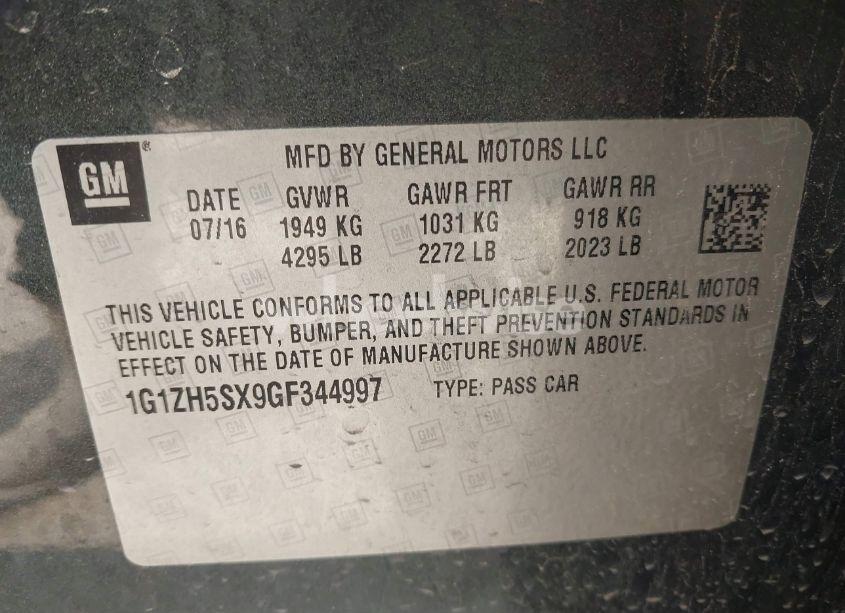 GM
MFD BY GENERAL MOTORS LLC
DATE GVWR GAWR FRT GAWR RR
07/16 1949 KG 1031 KG 918 KG
4295 LB 2272 LB 2023 LB
THIS VEHICLE CONFORMS TO ALL APPLICABLE U.S. FEDERAL MOTOR
VEHICLE SAFETY, BUMPER, AND THEFT PREVENTION STANDARDS IN
EFFECT ON THE DATE OF MANUFACTURE SHOWN ABOVE.
1G1ZH5SX9GF344997 TYPE: PASS CAR